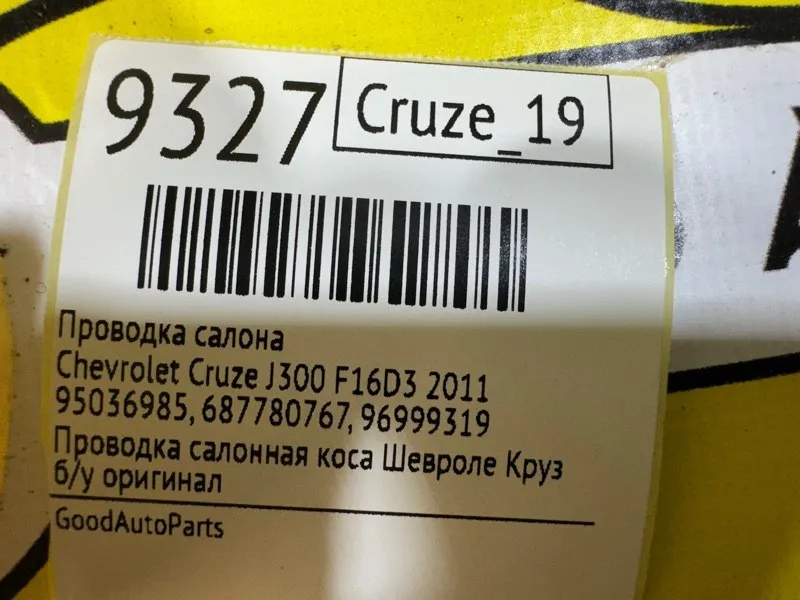 9327
Cruze_19
Проводка салона
Chevrolet Cruze J300 F16D3 2011
95036985, 687780767, 96999319
Проводка салонная коса Шевроле Круз
б/у оригинал
GoodAutoParts